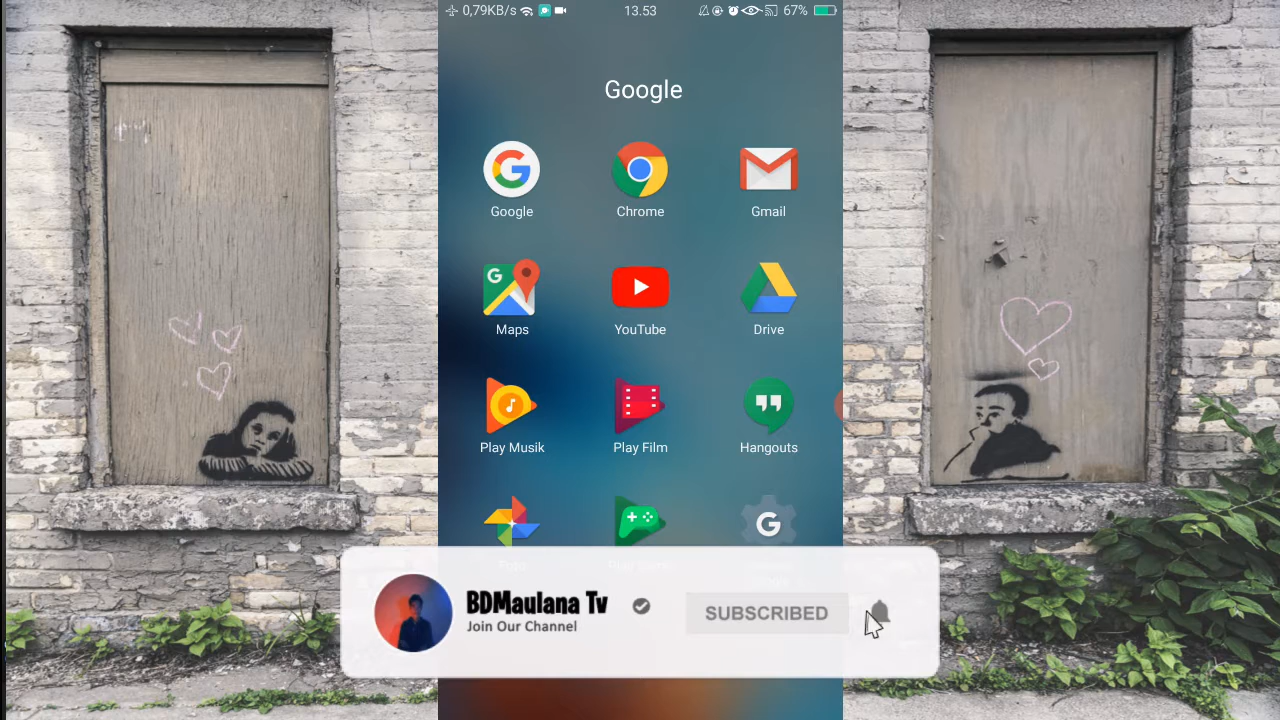 0,79KB/s
13.53
67%
Google
Google
Chrome
Gmail
Maps
YouTube
Drive
Play Musik
Play Film
Hangouts
BDMaulana Tv
Join Our Channel
SUBSCRIBED